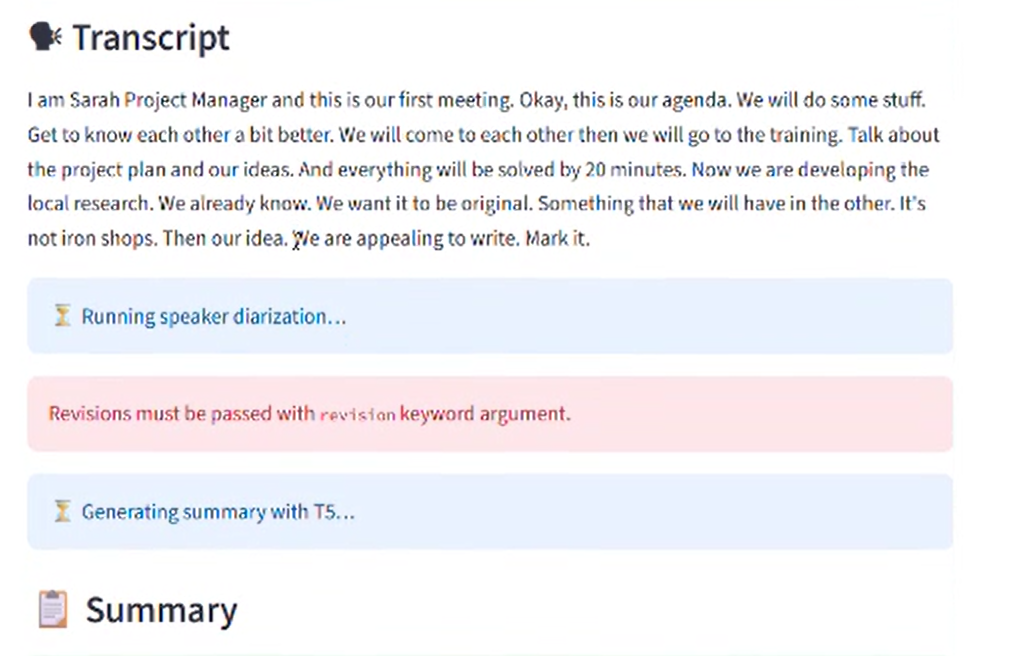 Transcript
I am Sarah Project Manager and this is our first meeting. Okay, this is our agenda. We will do some stuff.
Get to know each other a bit better. We will come to each other then we will go to the training. Talk about
the project plan and our ideas. And everything will be solved by 20 minutes. Now we are developing the
local research. We already know. We want it to be original. Something that we will have in the other. It's
not iron shops. Then our idea. We are appealing to write. Mark it.
Running speaker diarization...
Revisions must be passed with revision keyword argument.
Generating summary with T5...
Summary